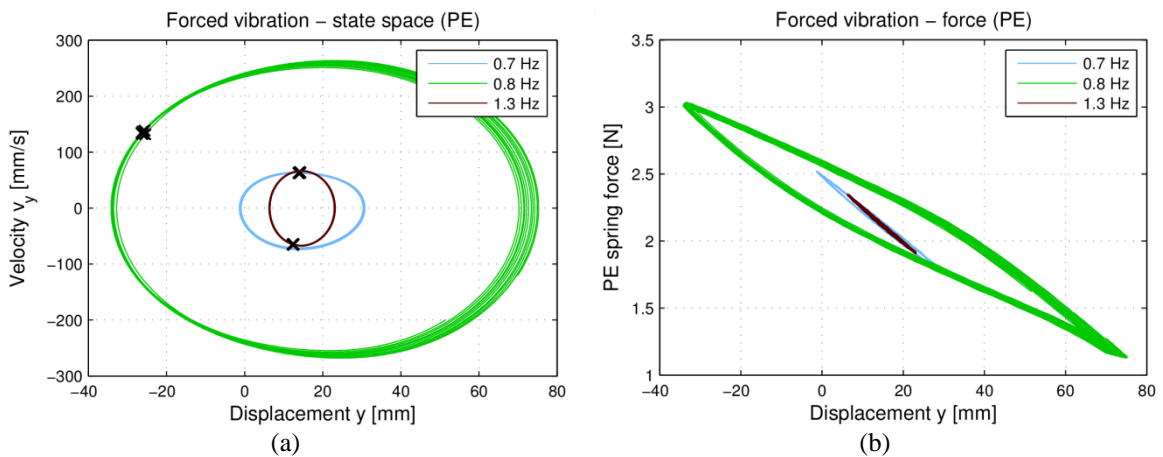 Forced vibration − state space (PE)
300
200
100
0
−100
−200
−300
Velocity v_y [mm/s]
0.7 Hz
0.8 Hz
1.3 Hz
−40 −20 0 20 40 60 80
Displacement y [mm]
(a)
Forced vibration − force (PE)
3.5
3
2.5
2
1.5
1
PE spring force [N]
0.7 Hz
0.8 Hz
1.3 Hz
−40 −20 0 20 40 60 80
Displacement y [mm]
(b)